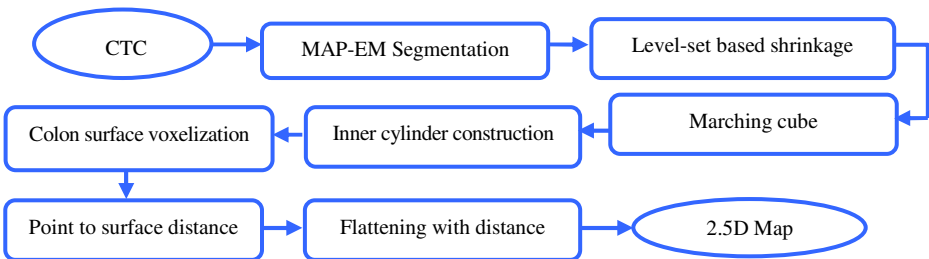 CTC
MAP-EM Segmentation
Level-set based shrinkage
Marching cube
Inner cylinder construction
Colon surface voxelization
Point to surface distance
Flattening with distance
2.5D Map